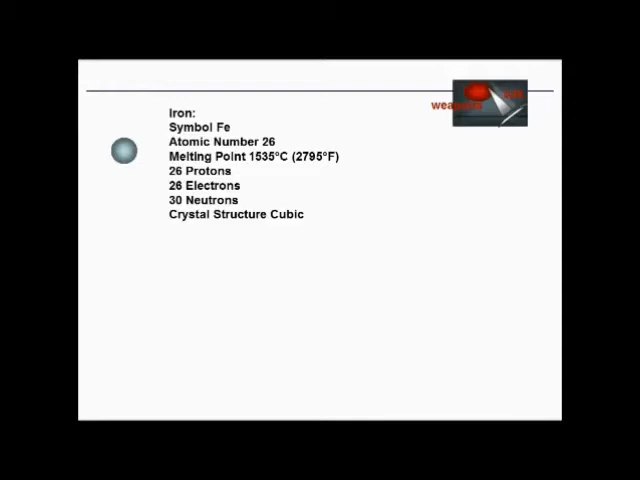 weapons
Iron:
Symbol Fe
Atomic Number 26
Melting Point 1535°C (2795°F)
26 Protons
26 Electrons
30 Neutrons
Crystal Structure Cubic